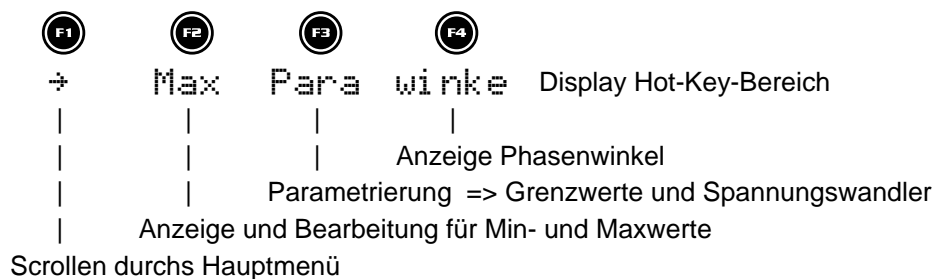 F1 F2 F3 F4
→ Max Para winke Display Hot-Key-Bereich
| | | |
| | | Anzeige Phasenwinkel
| | Parametrierung => Grenzwerte und Spannungswandler
| Anzeige und Bearbeitung für Min- und Maxwerte
Scrollen durchs Hauptmenü